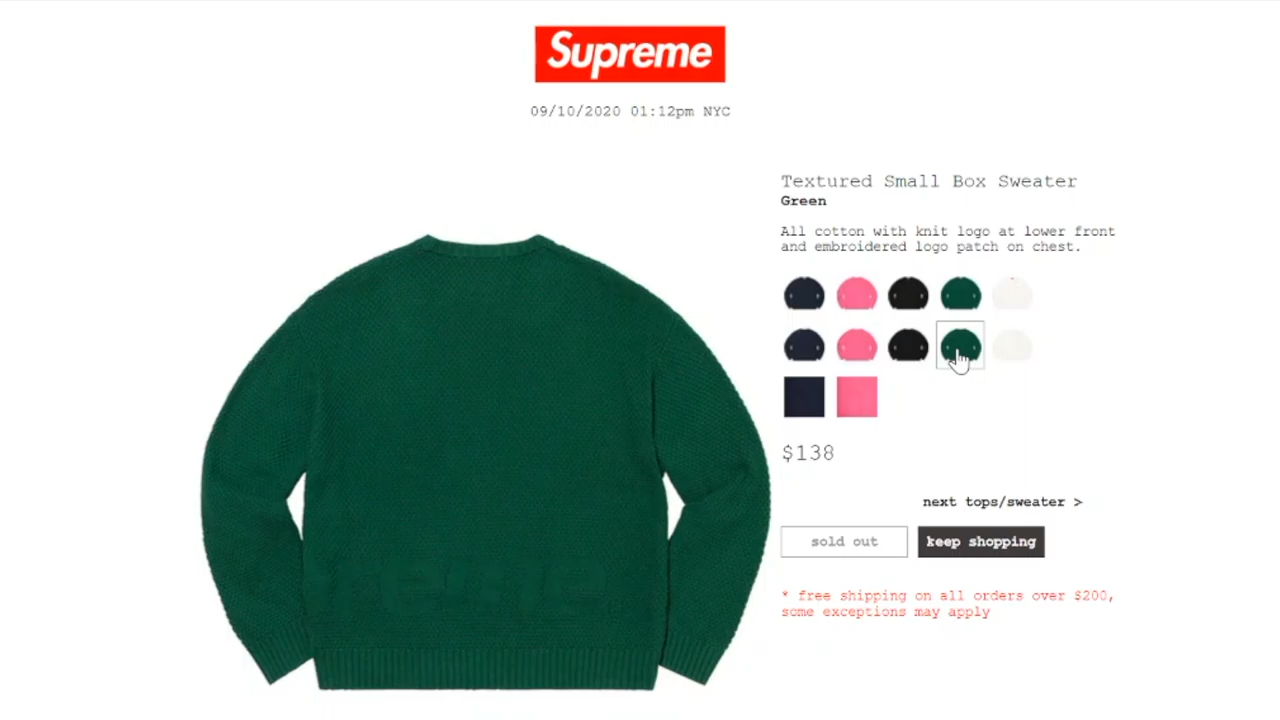 Supreme
09/10/2020 01:12pm NYC
Textured Small Box Sweater
Green
All cotton with knit logo at lower front
and embroidered logo patch on chest.
$138
next tops/sweater >
sold out
keep shopping
* free shipping on all orders over $200,
some exceptions may apply